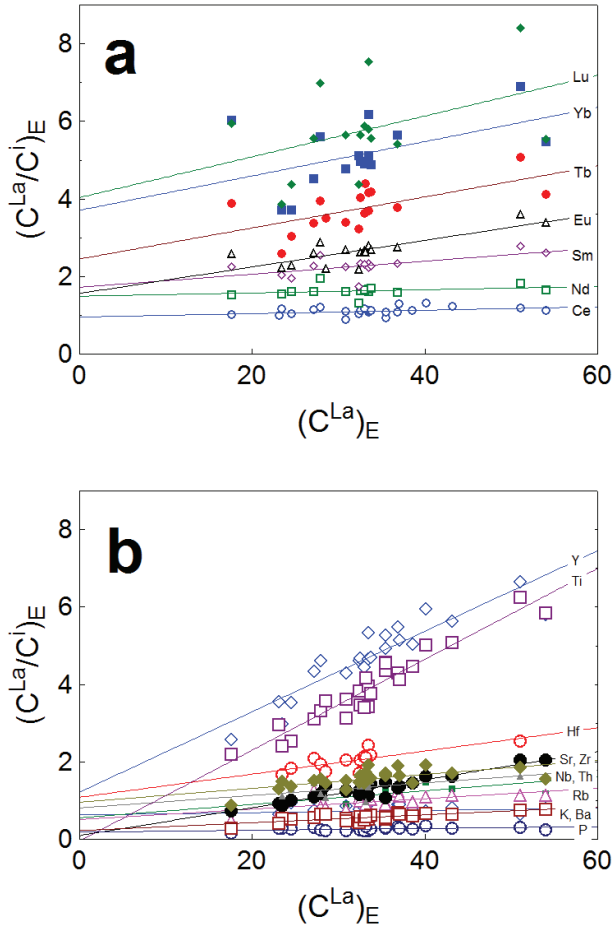 a
8
6
4
2
0
(C^La/C^i)_E
Lu
Yb
Tb
Eu
Sm
Nd
Ce
0 20 40 60
(C^La)_E
b
8
6
4
2
0
(C^La/C^i)_E
Y
Ti
Hf
Sr, Zr
Nb, Th
Rb
K, Ba
P
0 20 40 60
(C^La)_E